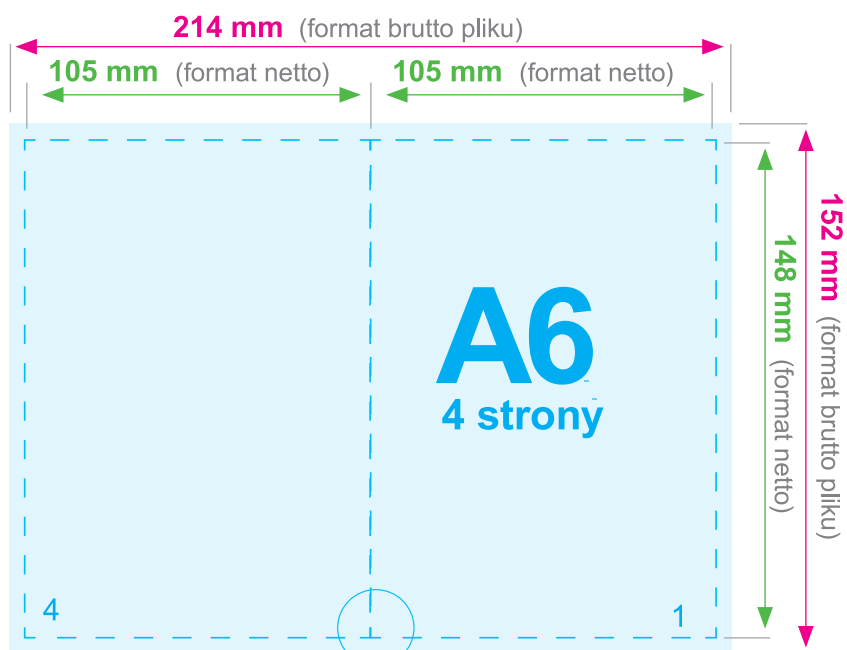 214 mm (format brutto pliku)
105 mm (format netto) 105 mm (format netto)
152 mm (format brutto pliku)
148 mm (format netto)
A6
4 strony
4 1